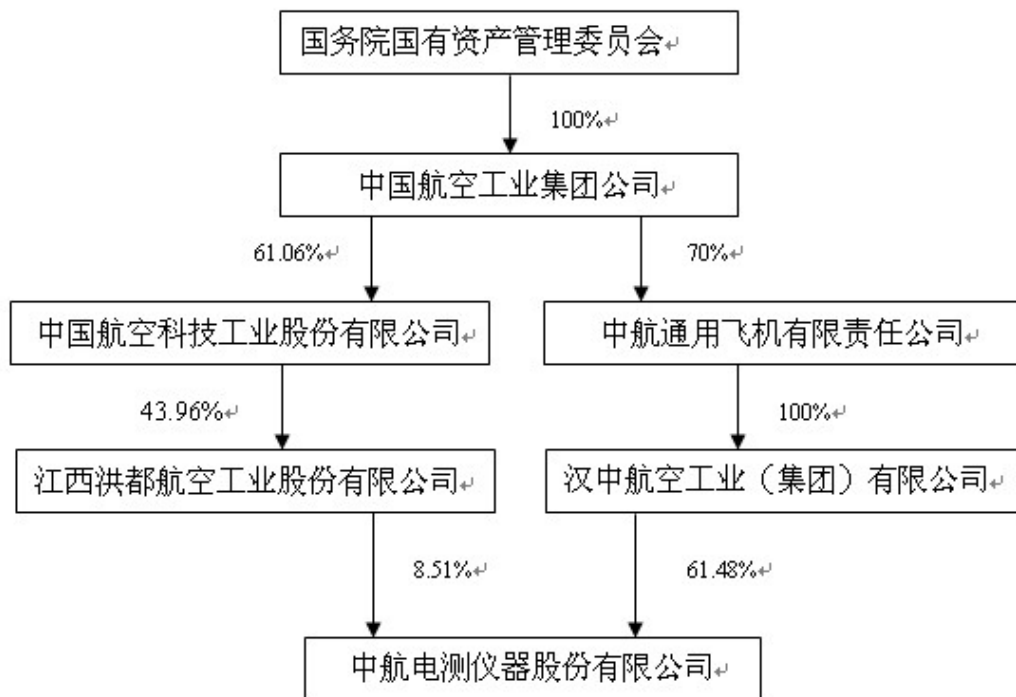 国务院国有资产管理委员会
100%
中国航空工业集团公司
61.06%
70%
中国航空科技工业股份有限公司
中航通用飞机有限责任公司
43.96%
100%
江西洪都航空工业股份有限公司
汉中航空工业（集团）有限公司
8.51%
61.48%
中航电测仪器股份有限公司